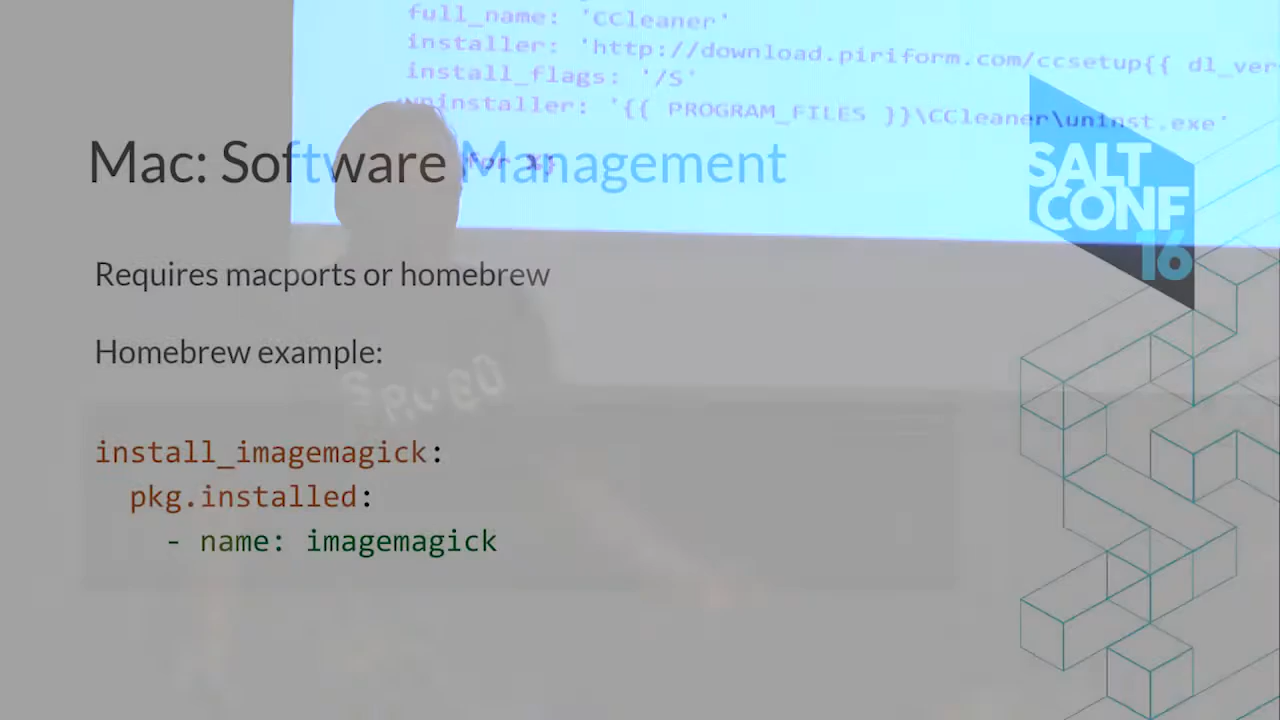 full_name: 'CCleaner'
installer: 'http://download.piriform.com/ccsetup{{ dl_ver
install_flags: '/S'
uninstaller: '{{ PROGRAM_FILES }}\CCleaner\uninst.exe'
Mac: Software Management
SALT
CONF
16
Requires macports or homebrew
Homebrew example:
install_imagemagick:
pkg.installed:
- name: imagemagick